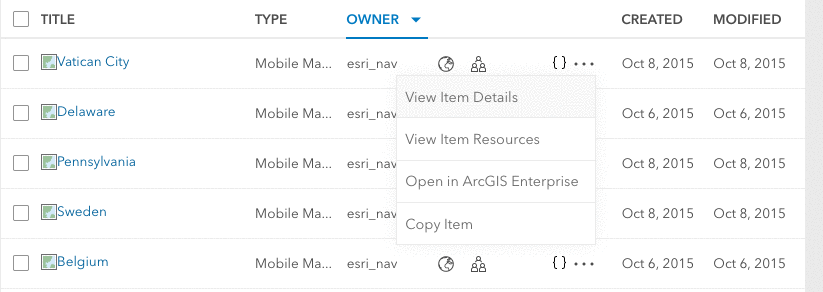 TITLE TYPE OWNER CREATED MODIFIED
Vatican City Mobile Ma... esri_nav { } ... Oct 8, 2015 Oct 8, 2015
View Item Details
Delaware Mobile Ma... esri_nav Oct 6, 2015 Oct 6, 2015
View Item Resources
Pennsylvania Mobile Ma... esri_nav Oct 8, 2015 Oct 8, 2015
Open in ArcGIS Enterprise
Sweden Mobile Ma... esri_nav Oct 8, 2015 Oct 8, 2015
Copy Item
Belgium Mobile Ma... esri_nav { } ... Oct 6, 2015 Oct 6, 2015